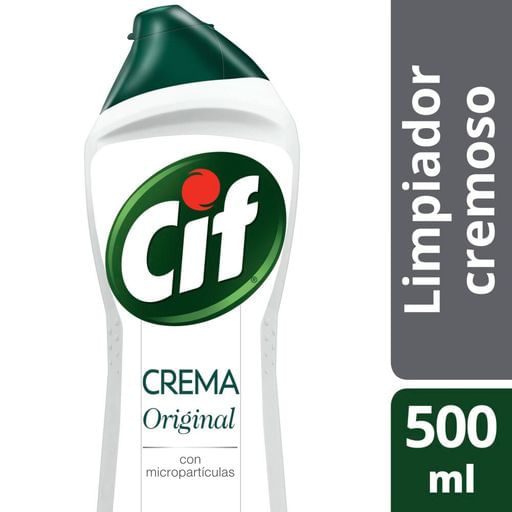 Cif
CREMA
Original
con
micropartículas
Limpiador
cremoso
500
ml